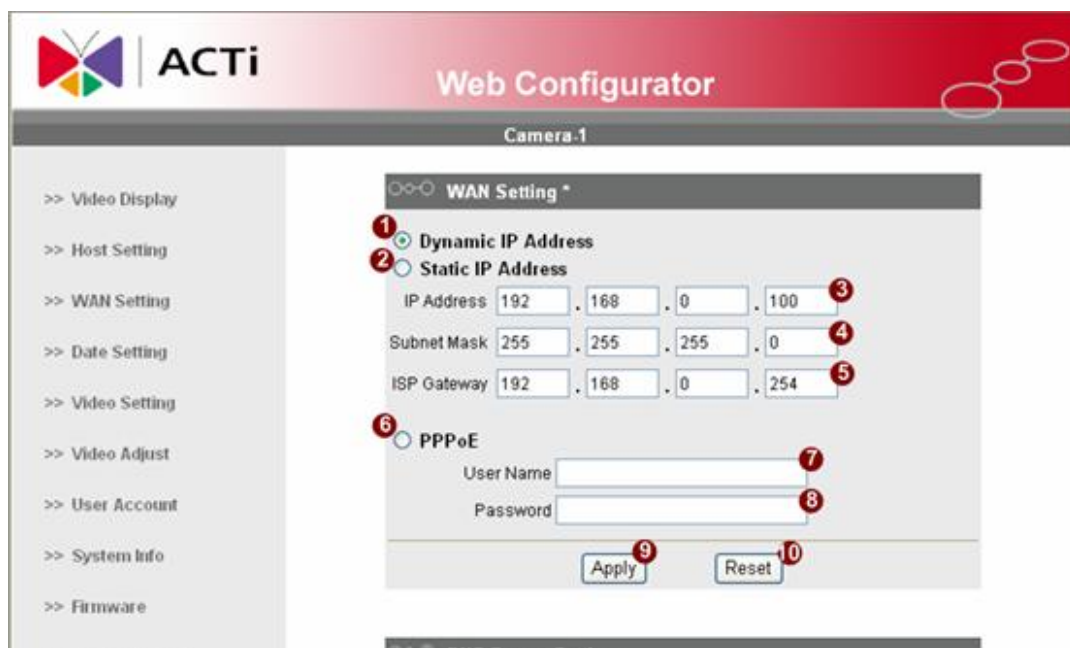 ACTi
Web Configurator
Camera-1
>> Video Display
>> Host Setting
>> WAN Setting
>> Date Setting
>> Video Setting
>> Video Adjust
>> User Account
>> System Info
>> Firmware
WAN Setting *
1 Dynamic IP Address
2 Static IP Address
IP Address 192 . 168 . 0 . 100 3
Subnet Mask 255 . 255 . 255 . 0 4
ISP Gateway 192 . 168 . 0 . 254 5
6 PPPoE
User Name 7
Password 8
Apply 9 Reset 10